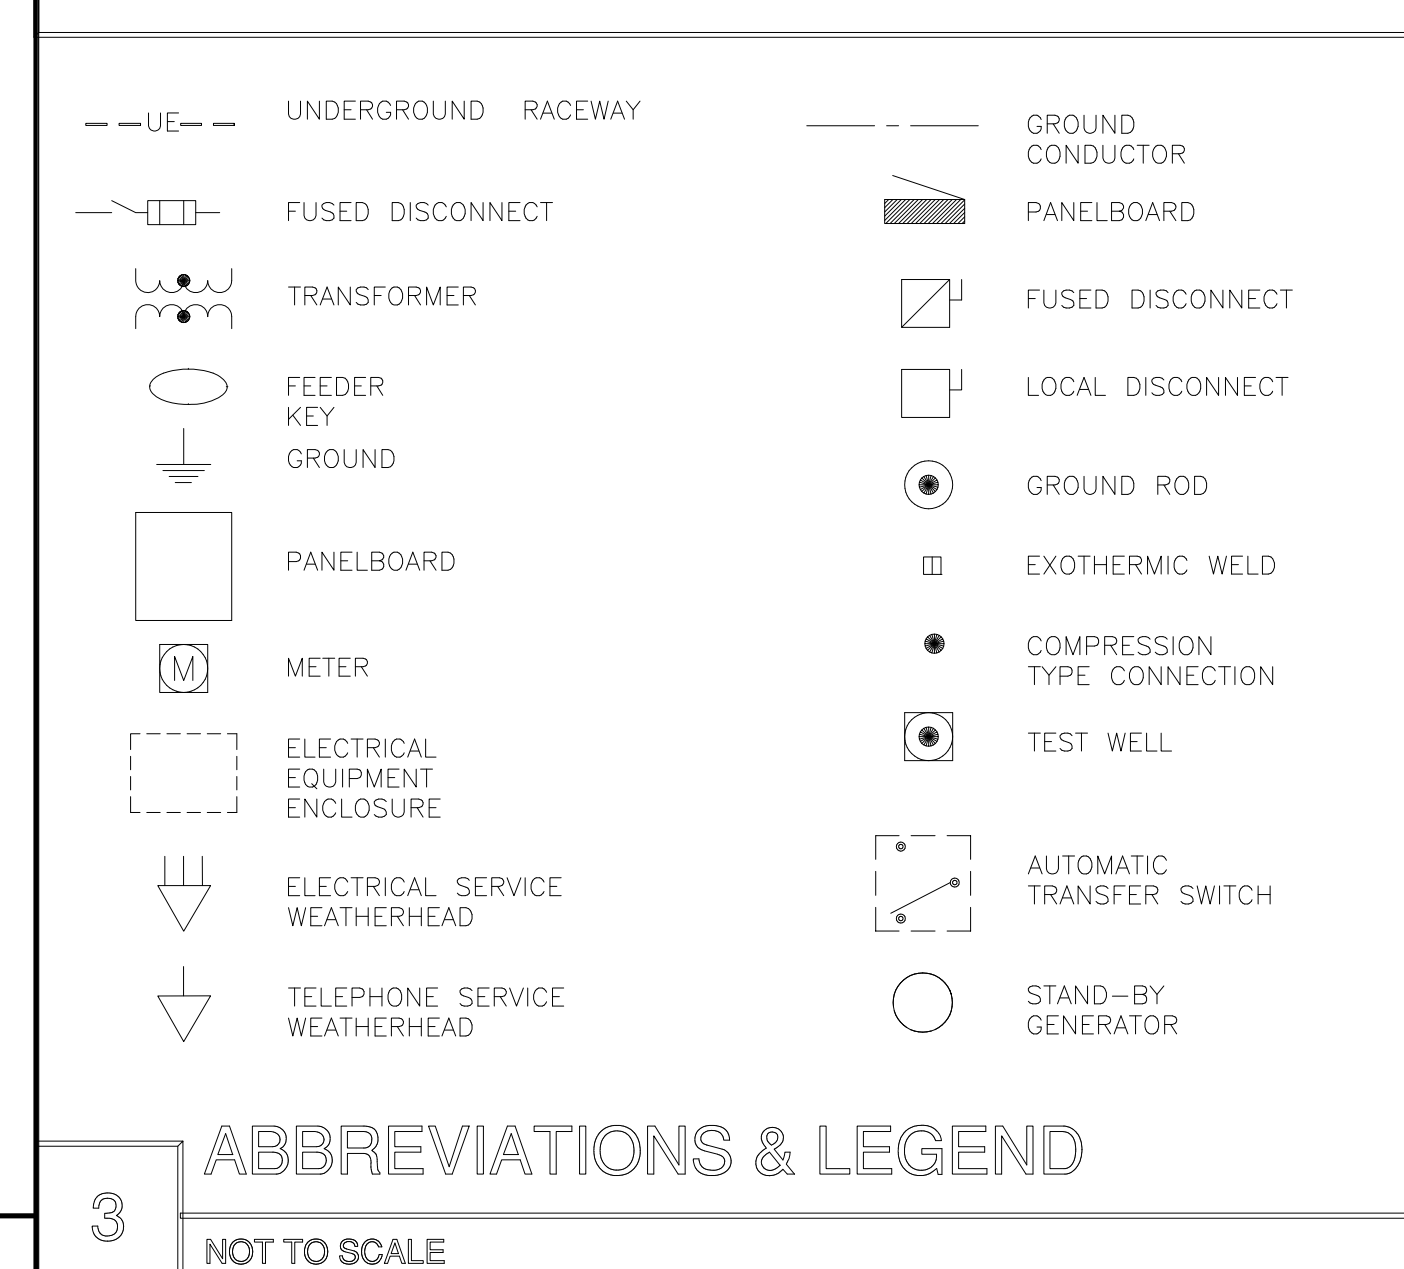 UE
UNDERGROUND RACEWAY
FUSED DISCONNECT
TRANSFORMER
FEEDER
KEY
GROUND
PANELBOARD
M
METER
ELECTRICAL
EQUIPMENT
ENCLOSURE
ELECTRICAL SERVICE
WEATHERHEAD
TELEPHONE SERVICE
WEATHERHEAD
GROUND
CONDUCTOR
PANELBOARD
FUSED DISCONNECT
LOCAL DISCONNECT
GROUND ROD
EXOTHERMIC WELD
COMPRESSION
TYPE CONNECTION
TEST WELL
AUTOMATIC
TRANSFER SWITCH
STAND-BY
GENERATOR
ABBREVIATIONS & LEGEND
3
NOT TO SCALE